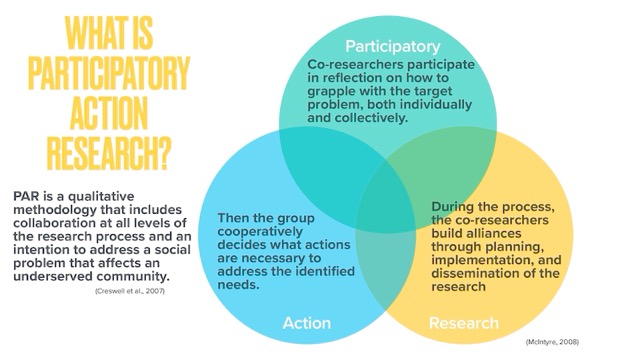 WHAT IS
PARTICIPATORY
ACTION
RESEARCH?
PAR is a qualitative
methodology that includes
collaboration at all levels of
the research process and an
intention to address a social
problem that affects an
underserved community.
(Creswell et al., 2007)
Participatory
Co-researchers participate
in reflection on how to
grapple with the target
problem, both individually
and collectively.
Then the group
cooperatively
decides what actions
are necessary to
address the identified
needs.
Action
During the process,
the co-researchers
build alliances
through planning,
implementation, and
dissemination of the
research
Research
(McIntyre, 2008)